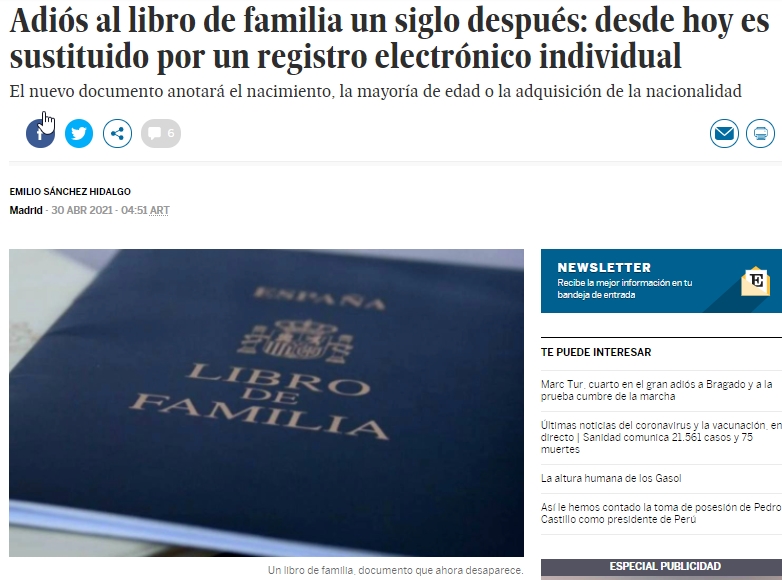 Adiós al libro de familia un siglo después: desde hoy es
sustituido por un registro electrónico individual
El nuevo documento anotará el nacimiento, la mayoría de edad o la adquisición de la nacionalidad
6
EMILIO SÁNCHEZ HIDALGO
Madrid - 30 ABR 2021 - 04:51 ART
ESPAÑA
LIBRO
DE
FAMILIA
Un libro de familia, documento que ahora desaparece.
NEWSLETTER
Recibe la mejor información en tu
bandeja de entrada
E
TE PUEDE INTERESAR
Marc Tur, cuarto en el gran adiós a Bragado y a la
prueba cumbre de la marcha
Últimas noticias del coronavirus y la vacunación, en
directo | Sanidad comunica 21.561 casos y 75
muertes
La altura humana de los Gasol
Así le hemos contado la toma de posesión de Pedro
Castillo como presidente de Perú
ESPECIAL PUBLICIDAD